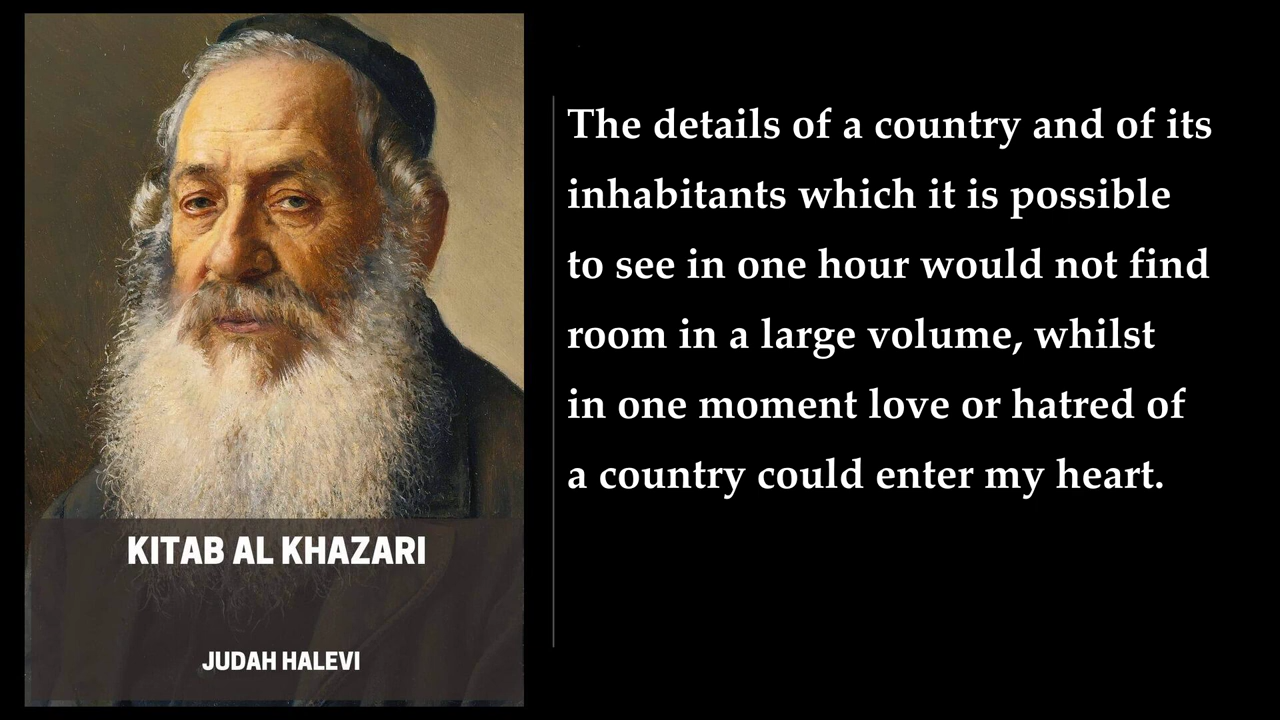 KITAB AL KHAZARI
JUDAH HALEVI
The details of a country and of its
inhabitants which it is possible
to see in one hour would not find
room in a large volume, whilst
in one moment love or hatred of
a country could enter my heart.